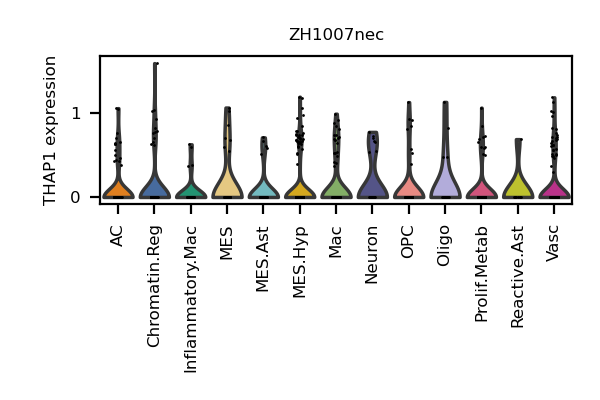 ZH1007nec
THAP1 expression
1
0
AC
Chromatin.Reg
Inflammatory.Mac
MES
MES.Ast
MES.Hyp
Mac
Neuron
OPC
Oligo
Prolif.Metab
Reactive.Ast
Vasc